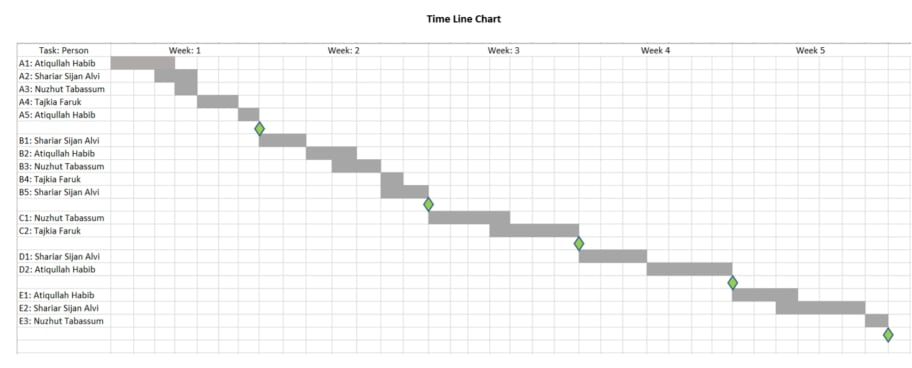 Time Line Chart
Task: Person Week: 1 Week: 2 Week: 3 Week 4 Week 5
A1: Atiqullah Habib
A2: Shariar Sijan Alvi
A3: Nuzhut Tabassum
A4: Tajkia Faruk
A5: Atiqullah Habib
B1: Shariar Sijan Alvi
B2: Atiqullah Habib
B3: Nuzhut Tabassum
B4: Tajkia Faruk
B5: Shariar Sijan Alvi
C1: Nuzhut Tabassum
C2: Tajkia Faruk
D1: Shariar Sijan Alvi
D2: Atiqullah Habib
E1: Atiqullah Habib
E2: Shariar Sijan Alvi
E3: Nuzhut Tabassum